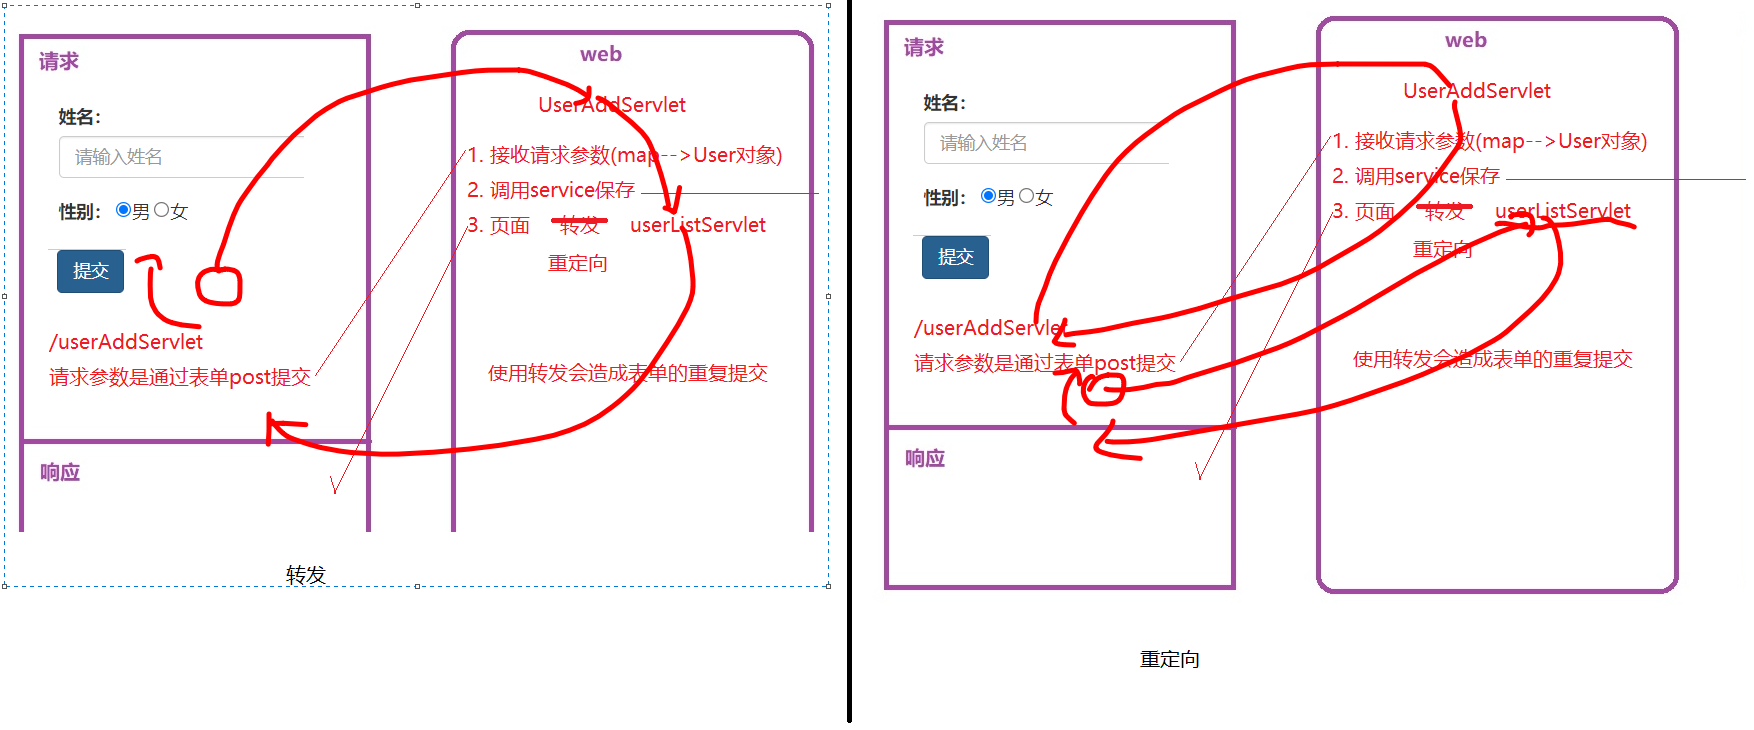 请求
姓名：
请输入姓名
性别： 男 女
提交
/userAddServlet
请求参数是通过表单post提交
响应
web
UserAddServlet
1. 接收请求参数(map-->User对象)
2. 调用service保存
3. 页面 转发 userListServlet
重定向
使用转发会造成表单的重复提交
转发
请求
姓名：
请输入姓名
性别： 男 女
提交
/userAddServlet
请求参数是通过表单post提交
响应
web
UserAddServlet
1. 接收请求参数(map-->User对象)
2. 调用service保存
3. 页面 转发 userListServlet
重定向
使用转发会造成表单的重复提交
重定向